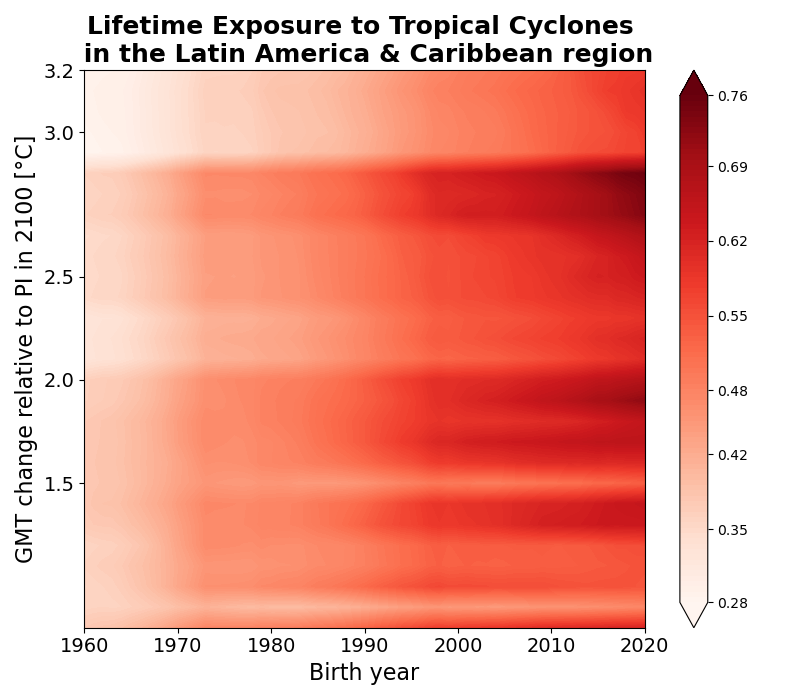 Lifetime Exposure to Tropical Cyclones
in the Latin America & Caribbean region
GMT change relative to PI in 2100 [°C]
3.2
3.0
2.5
2.0
1.5
1960 1970 1980 1990 2000 2010 2020
Birth year
0.76
0.69
0.62
0.55
0.48
0.42
0.35
0.28